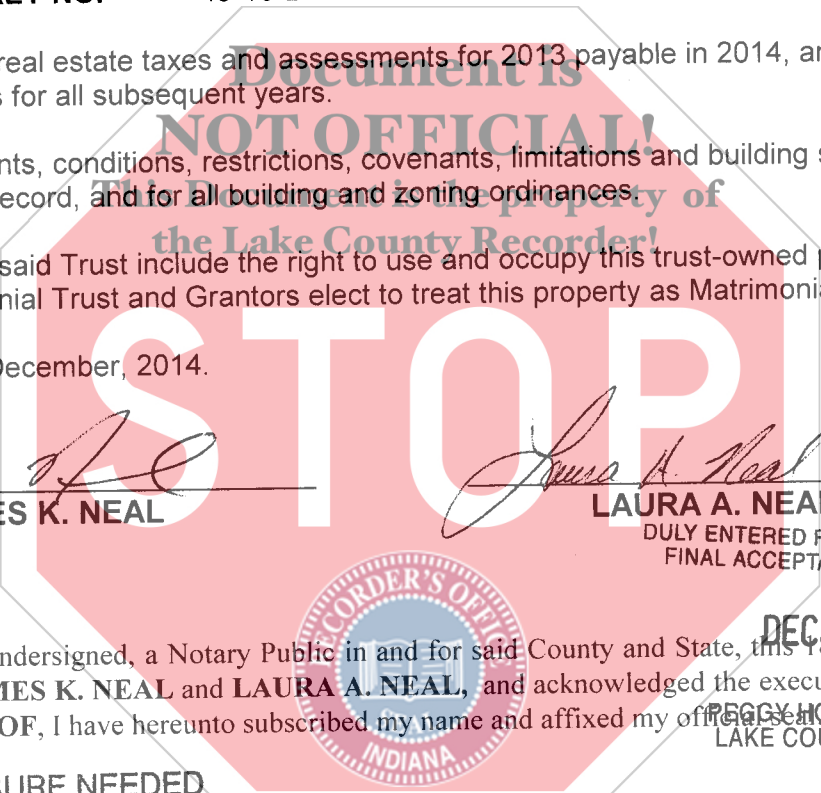 real estate taxes and assessments for 2013 payable in 2014, an
s for all subsequent years.
Document is
NOT OFFICIAL!
This Document is the property of
the Lake County Recorder!
nts, conditions, restrictions, covenants, limitations and building s
ecord, and for all building and zoning ordinances.
said Trust include the right to use and occupy this trust-owned p
nial Trust and Grantors elect to treat this property as Matrimonia
December, 2014.
STOP
Laura A. Neal
ES K. NEAL
LAURA A. NEAL
DULY ENTERED F
FINAL ACCEPTA
RECORDER'S OFFICE
SEAL
INDIANA
DEC
ndersigned, a Notary Public in and for said County and State, this
MES K. NEAL and LAURA A. NEAL, and acknowledged the execu
OF, I have hereunto subscribed my name and affixed my official seal
PEGGY HO
LAKE COU
URE NEEDED